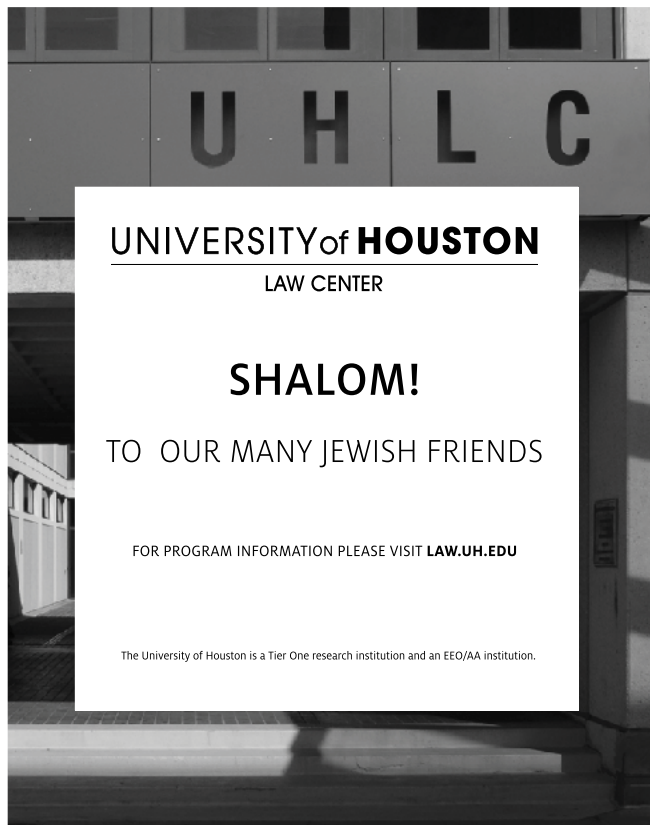 UHLC
UNIVERSITY of HOUSTON
LAW CENTER
SHALOM!
TO OUR MANY JEWISH FRIENDS
FOR PROGRAM INFORMATION PLEASE VISIT LAW.UH.EDU
The University of Houston is a Tier One research institution and an EEO/AA institution.